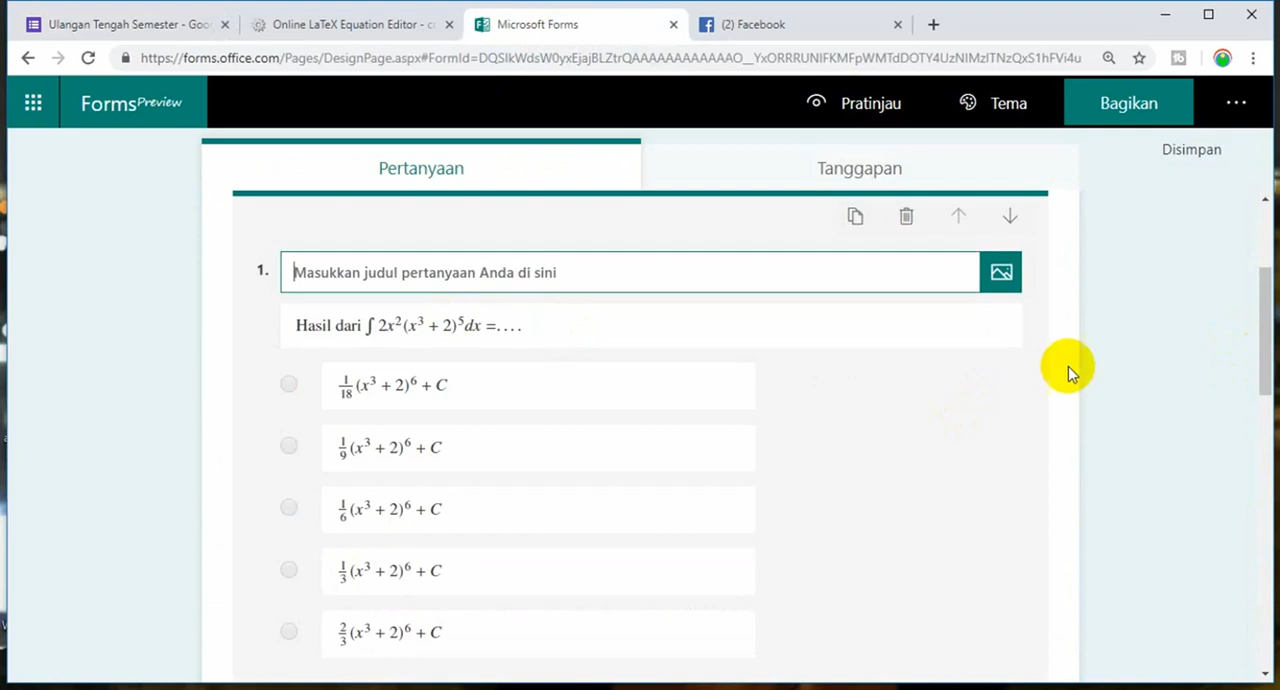 Ulangan Tengah Semester - Goo
Online LaTeX Equation Editor - c
Microsoft Forms
(2) Facebook
https://forms.office.com/Pages/DesignPage.aspx#FormId=DQSIkWdsW0yxEjajBLZtrQAAAAAAAAAAAAO__YxORRRUNlFKMFpWMTdDOTY4UzNIMzlTNzQxS1hFVi4u
Forms Preview
Pratinjau
Tema
Bagikan
Disimpan
Pertanyaan
Tanggapan
1.
Masukkan judul pertanyaan Anda di sini
Hasil dari ∫ 2x²(x³ + 2)⁵dx =....
1/18 (x³ + 2)⁶ + C
1/9 (x³ + 2)⁶ + C
1/6 (x³ + 2)⁶ + C
1/3 (x³ + 2)⁶ + C
2/3 (x³ + 2)⁶ + C